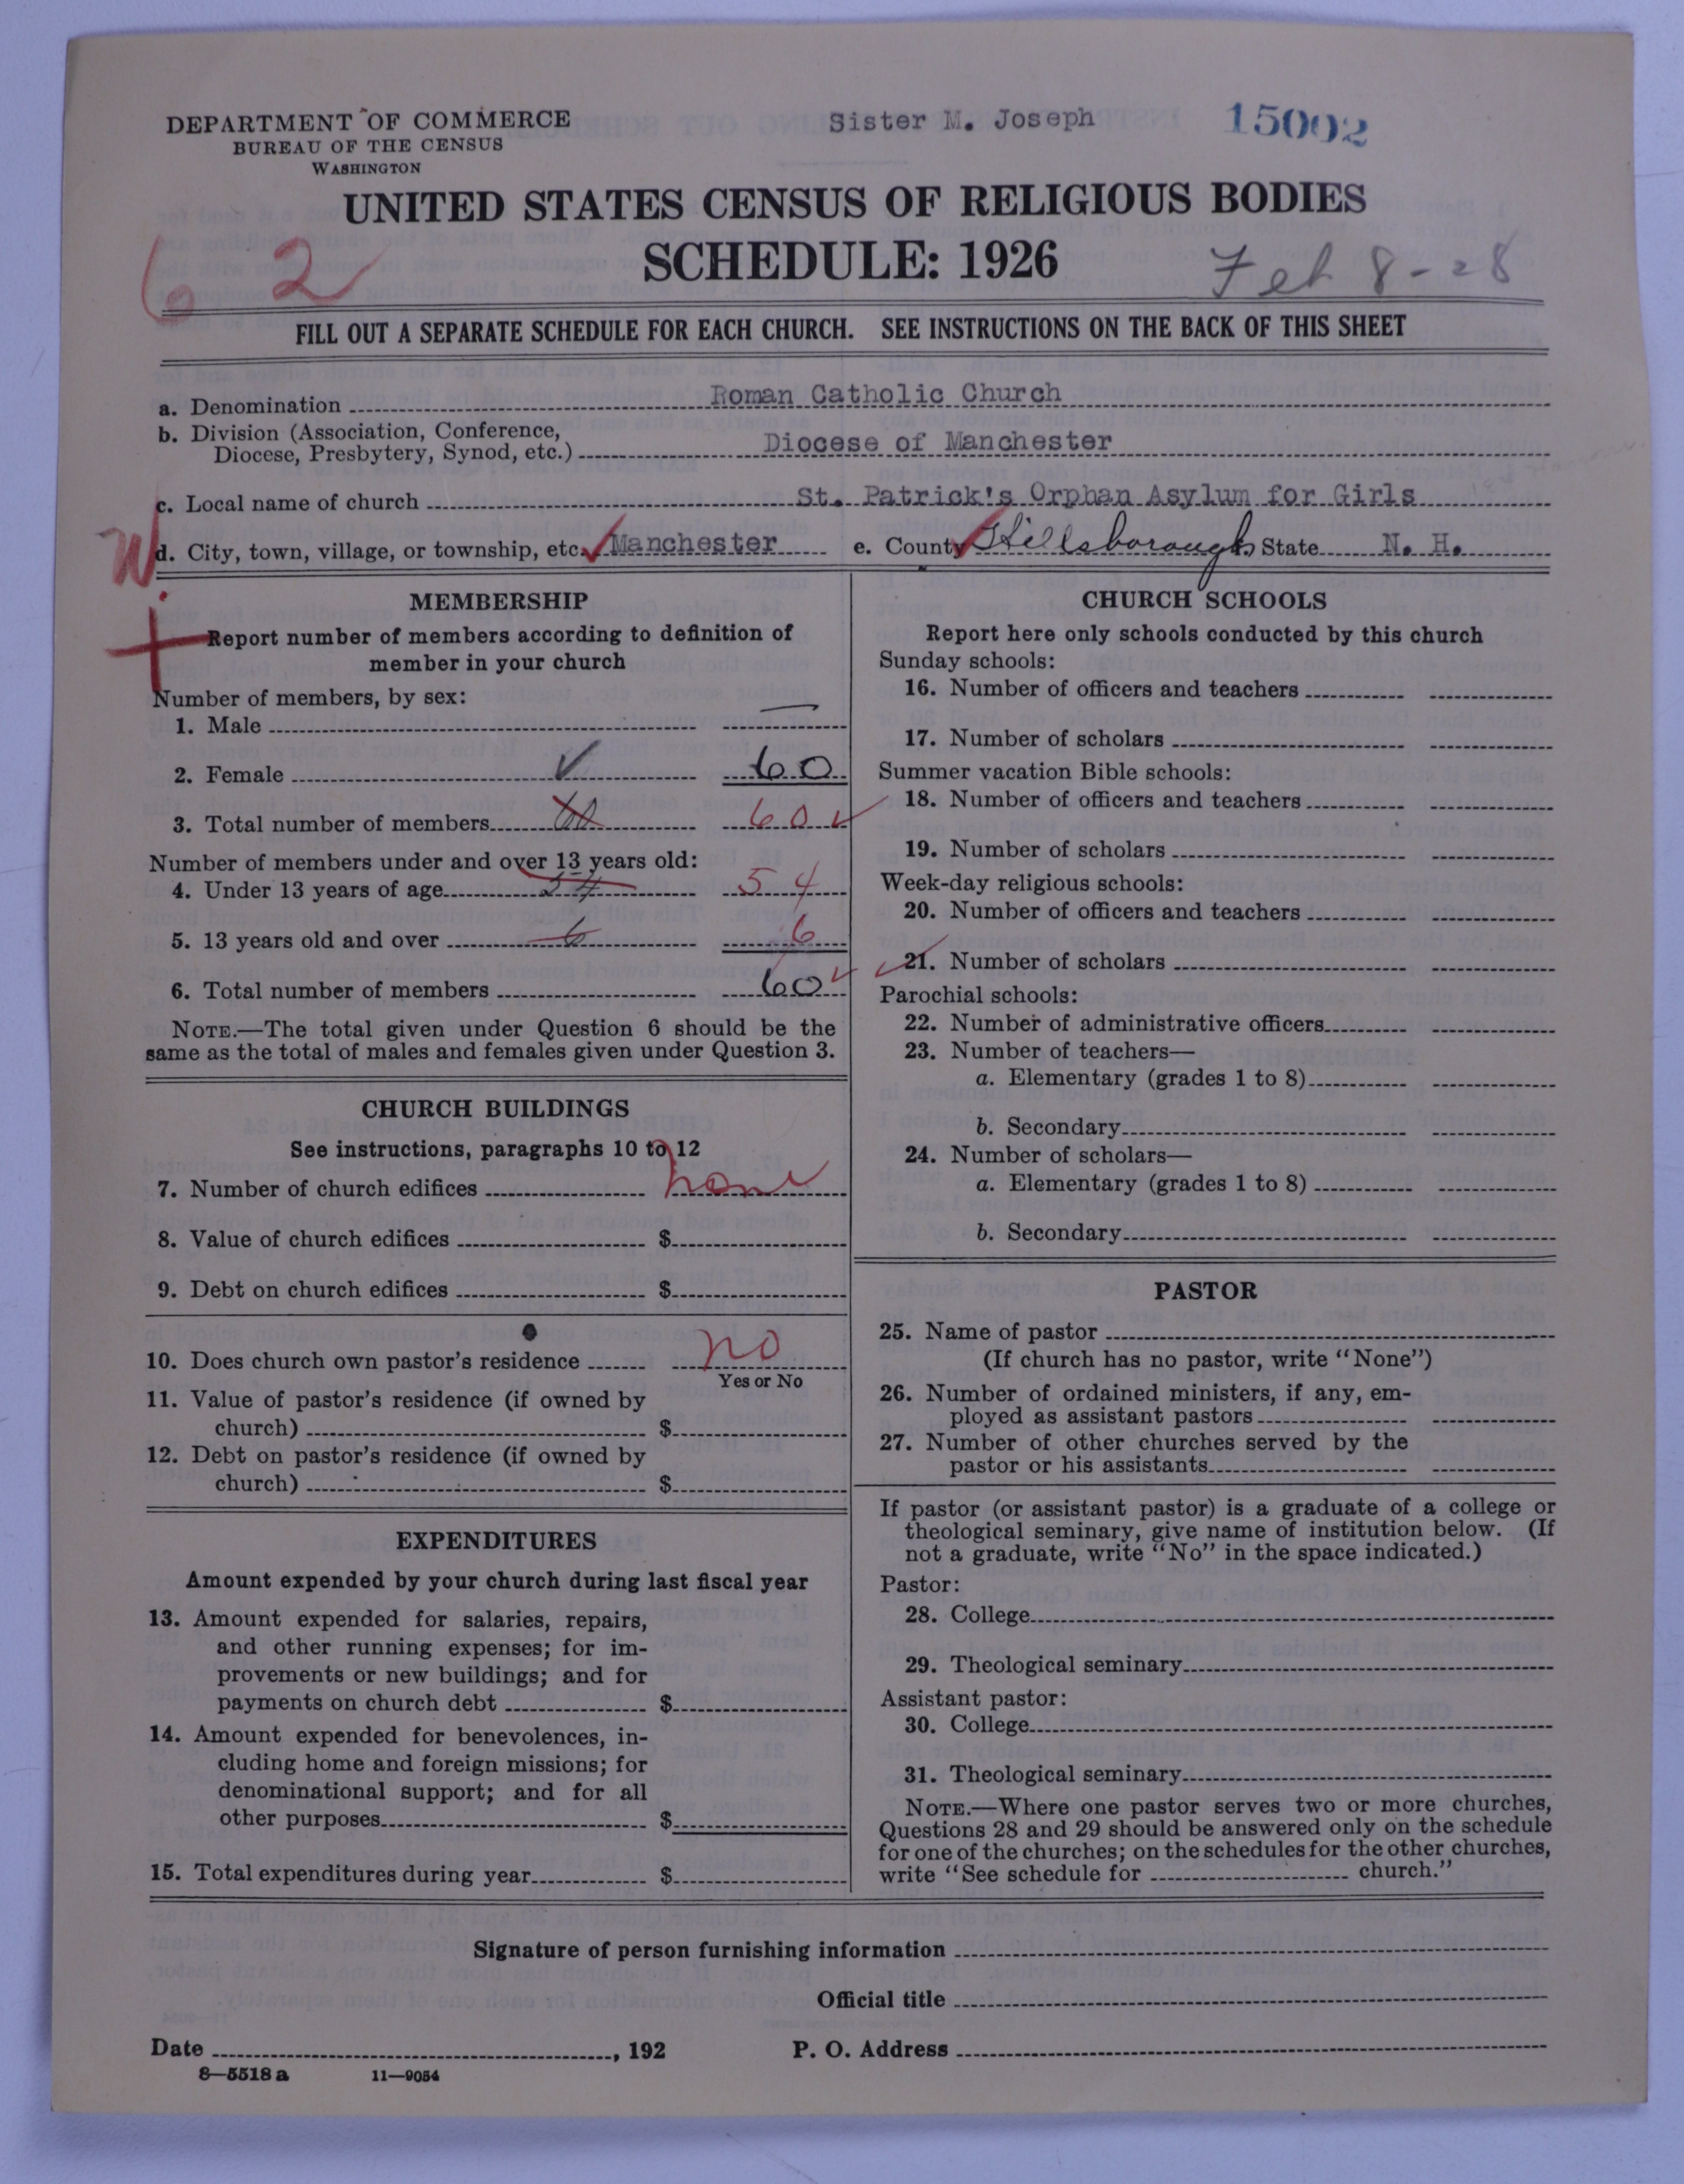 DEPARTMENT OF COMMERCE
BUREAU OF THE CENSUS
WASHINGTON
Sister M. Joseph
15002
UNITED STATES CENSUS OF RELIGIOUS BODIES
SCHEDULE: 1926
62
Feb 8-28
FILL OUT A SEPARATE SCHEDULE FOR EACH CHURCH. SEE INSTRUCTIONS ON THE BACK OF THIS SHEET
a. Denomination Roman Catholic Church
b. Division (Association, Conference,
Diocese, Presbytery, Synod, etc.) Diocese of Manchester
c. Local name of church St. Patrick's Orphan Asylum for Girls
d. City, town, village, or township, etc. Manchester e. County Hillsborough State N. H.
MEMBERSHIP
Report number of members according to definition of
member in your church
Number of members, by sex:
1. Male —
2. Female 60
3. Total number of members 60 60
Number of members under and over 13 years old:
4. Under 13 years of age 54 54
5. 13 years old and over 6 6
6. Total number of members 60
NOTE.—The total given under Question 6 should be the
same as the total of males and females given under Question 3.
CHURCH BUILDINGS
See instructions, paragraphs 10 to 12
7. Number of church edifices none
8. Value of church edifices $
9. Debt on church edifices $
10. Does church own pastor's residence no
Yes or No
11. Value of pastor's residence (if owned by
church) $
12. Debt on pastor's residence (if owned by
church) $
EXPENDITURES
Amount expended by your church during last fiscal year
13. Amount expended for salaries, repairs,
and other running expenses; for im-
provements or new buildings; and for
payments on church debt $
14. Amount expended for benevolences, in-
cluding home and foreign missions; for
denominational support; and for all
other purposes $
15. Total expenditures during year $
CHURCH SCHOOLS
Report here only schools conducted by this church
Sunday schools:
16. Number of officers and teachers
17. Number of scholars
Summer vacation Bible schools:
18. Number of officers and teachers
19. Number of scholars
Week-day religious schools:
20. Number of officers and teachers
21. Number of scholars
Parochial schools:
22. Number of administrative officers
23. Number of teachers—
a. Elementary (grades 1 to 8)
b. Secondary
24. Number of scholars—
a. Elementary (grades 1 to 8)
b. Secondary
PASTOR
25. Name of pastor
(If church has no pastor, write "None")
26. Number of ordained ministers, if any, em-
ployed as assistant pastors
27. Number of other churches served by the
pastor or his assistants
If pastor (or assistant pastor) is a graduate of a college or
theological seminary, give name of institution below. (If
not a graduate, write "No" in the space indicated.)
Pastor:
28. College
29. Theological seminary
Assistant pastor:
30. College
31. Theological seminary
NOTE.—Where one pastor serves two or more churches,
Questions 28 and 29 should be answered only on the schedule
for one of the churches; on the schedules for the other churches,
write "See schedule for church."
Signature of person furnishing information
Official title
Date , 192 P. O. Address
8—5518 a 11—9054